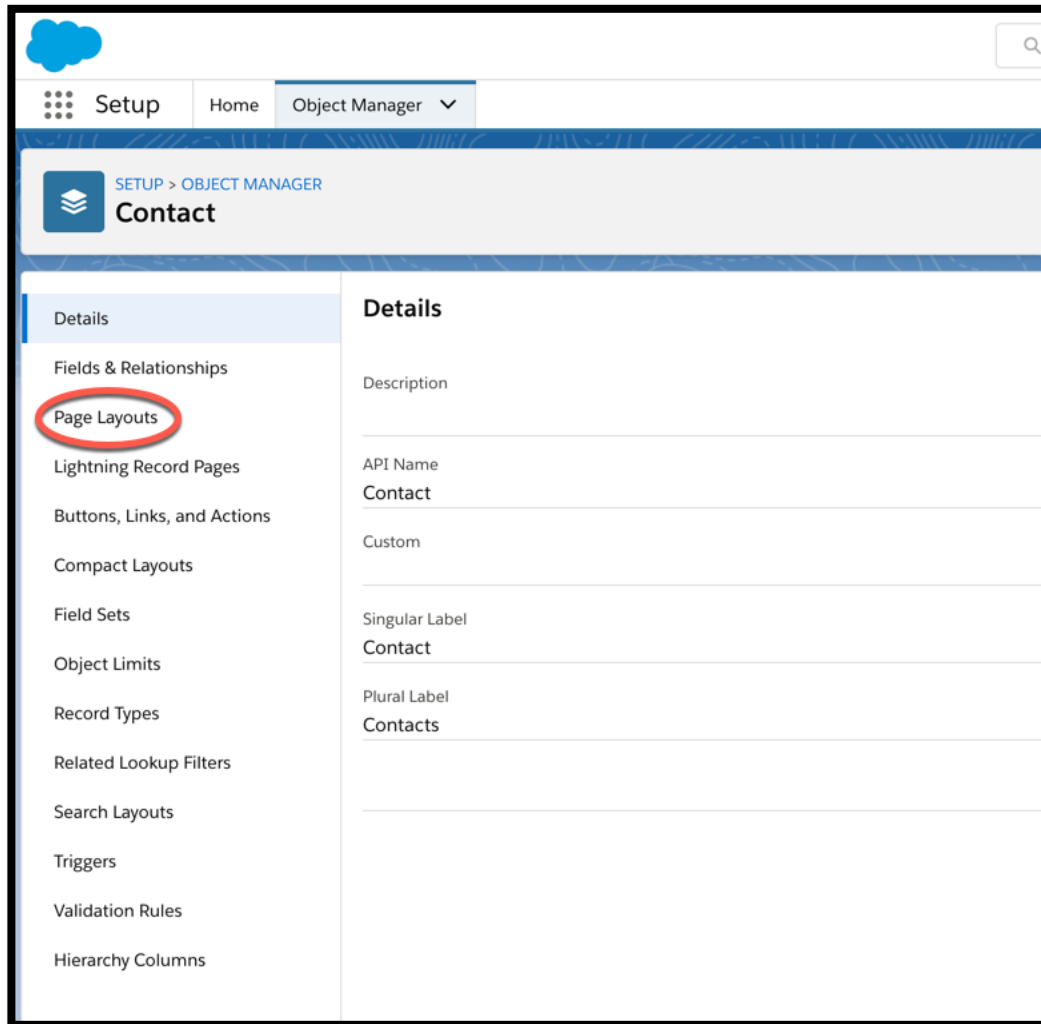 Setup
Home
Object Manager
SETUP > OBJECT MANAGER
Contact
Details
Fields & Relationships
Page Layouts
Lightning Record Pages
Buttons, Links, and Actions
Compact Layouts
Field Sets
Object Limits
Record Types
Related Lookup Filters
Search Layouts
Triggers
Validation Rules
Hierarchy Columns
Details
Description
API Name
Contact
Custom
Singular Label
Contact
Plural Label
Contacts